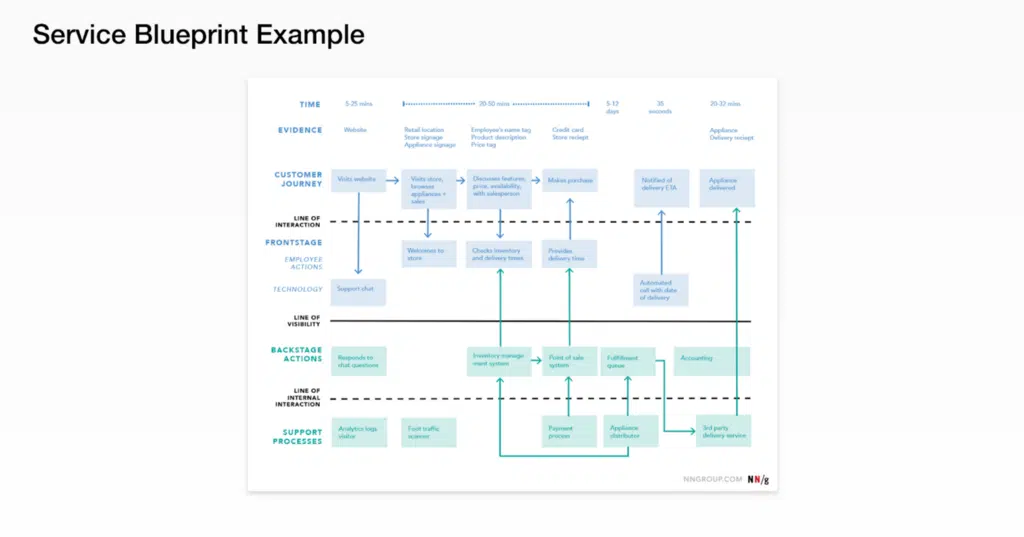 Service Blueprint Example
TIME
5-25 mins
20-50 mins
5-12
days
35
seconds
20-32 mins
EVIDENCE
Website
Retail location
Store signage
Appliance signage
Employee's name tag
Product description
Price tag
Credit card
Store reciept
Appliance
Delivery reciept
CUSTOMER
JOURNEY
Visits website
Visits store,
browses
appliances +
sales
Discusses features,
price, availability,
with salesperson
Makes purchase
Notified of
delivery ETA
Appliance
delivered
LINE OF
INTERACTION
FRONTSTAGE
EMPLOYEE
ACTIONS
Welcomes to
store
Checks inventory
and delivery times
Provides
delivery time
TECHNOLOGY
Support chat
Automated
call with date
of delivery
LINE OF
VISIBILITY
BACKSTAGE
ACTIONS
Responds to
chat questions
Inventory manage
ment system
Point of sale
system
Fulfillment
queue
Accounting
LINE OF
INTERNAL
INTERACTION
SUPPORT
PROCESSES
Analytics logs
visitor
Foot traffic
scanner
Payment
process
Appliance
distributor
3rd party
delivery service
NNGROUP.COM NN/g